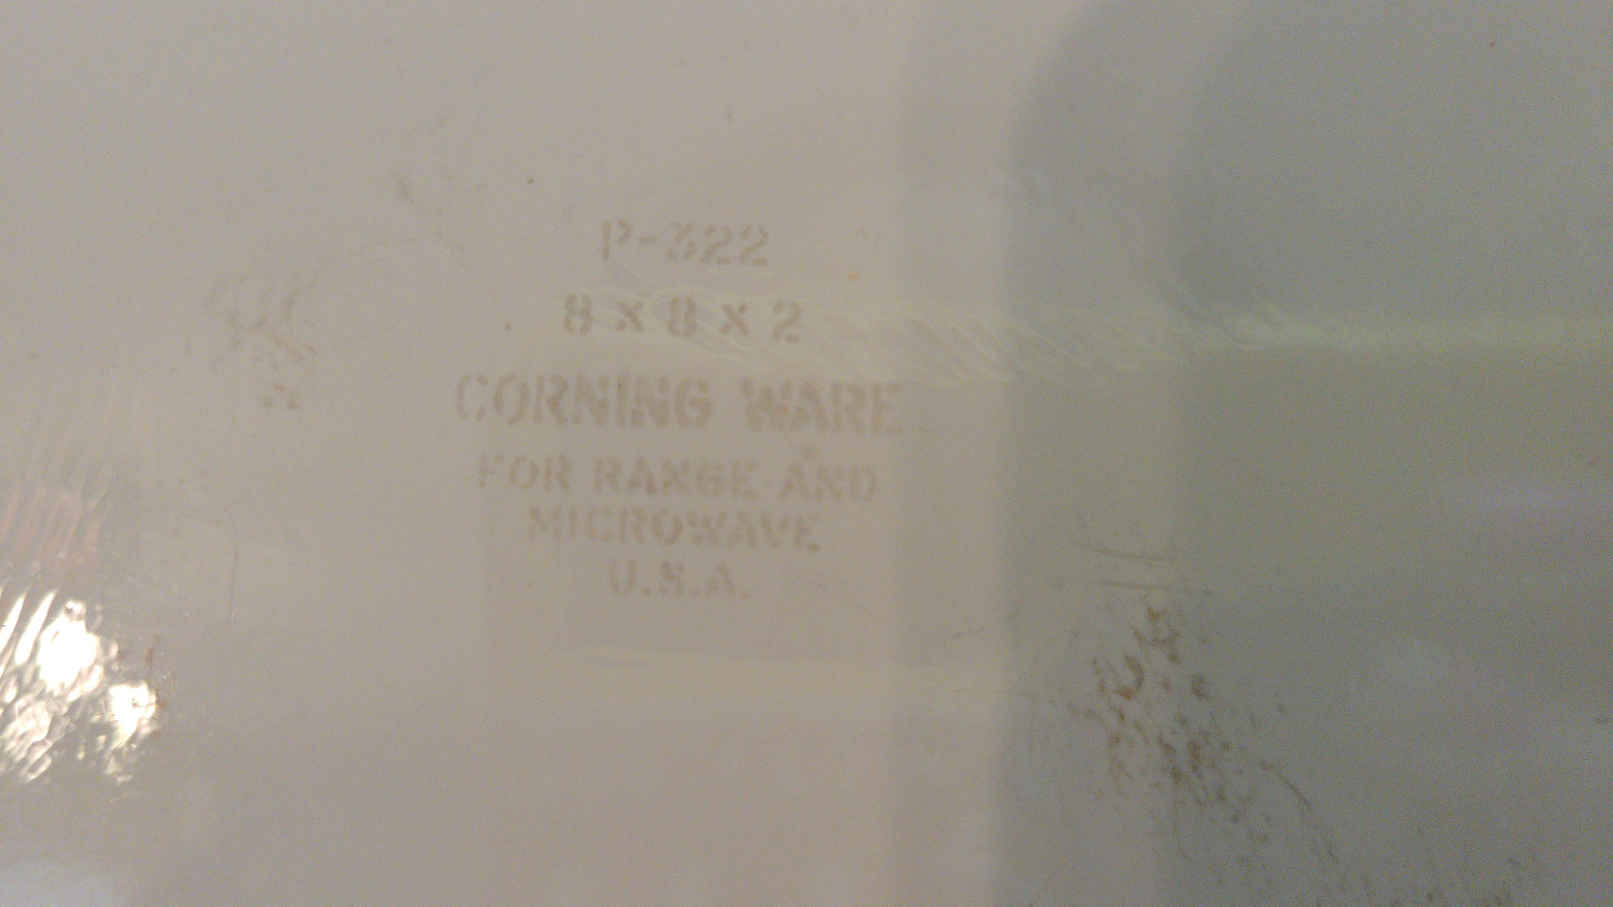 P-322
8 x 8 x 2
CORNING WARE
FOR RANGE AND
MICROWAVE
U.S.A.